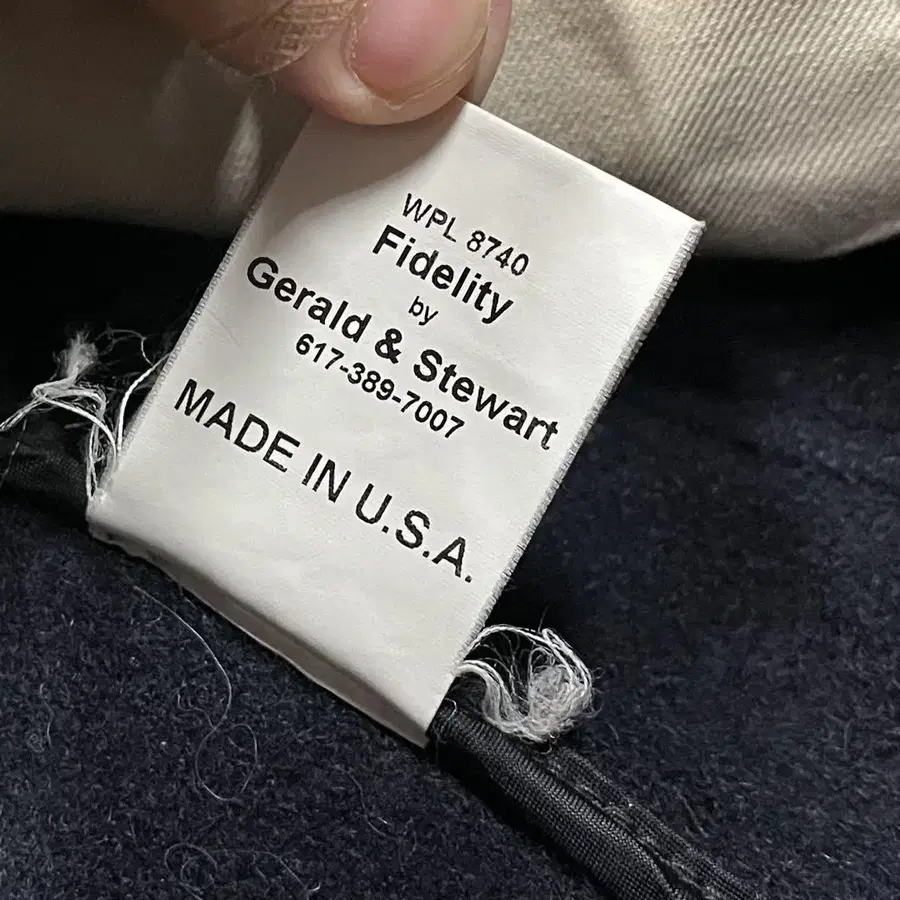 WPL 8740
Fidelity
by
Gerald & Stewart
617-389-7007
MADE IN U.S.A.